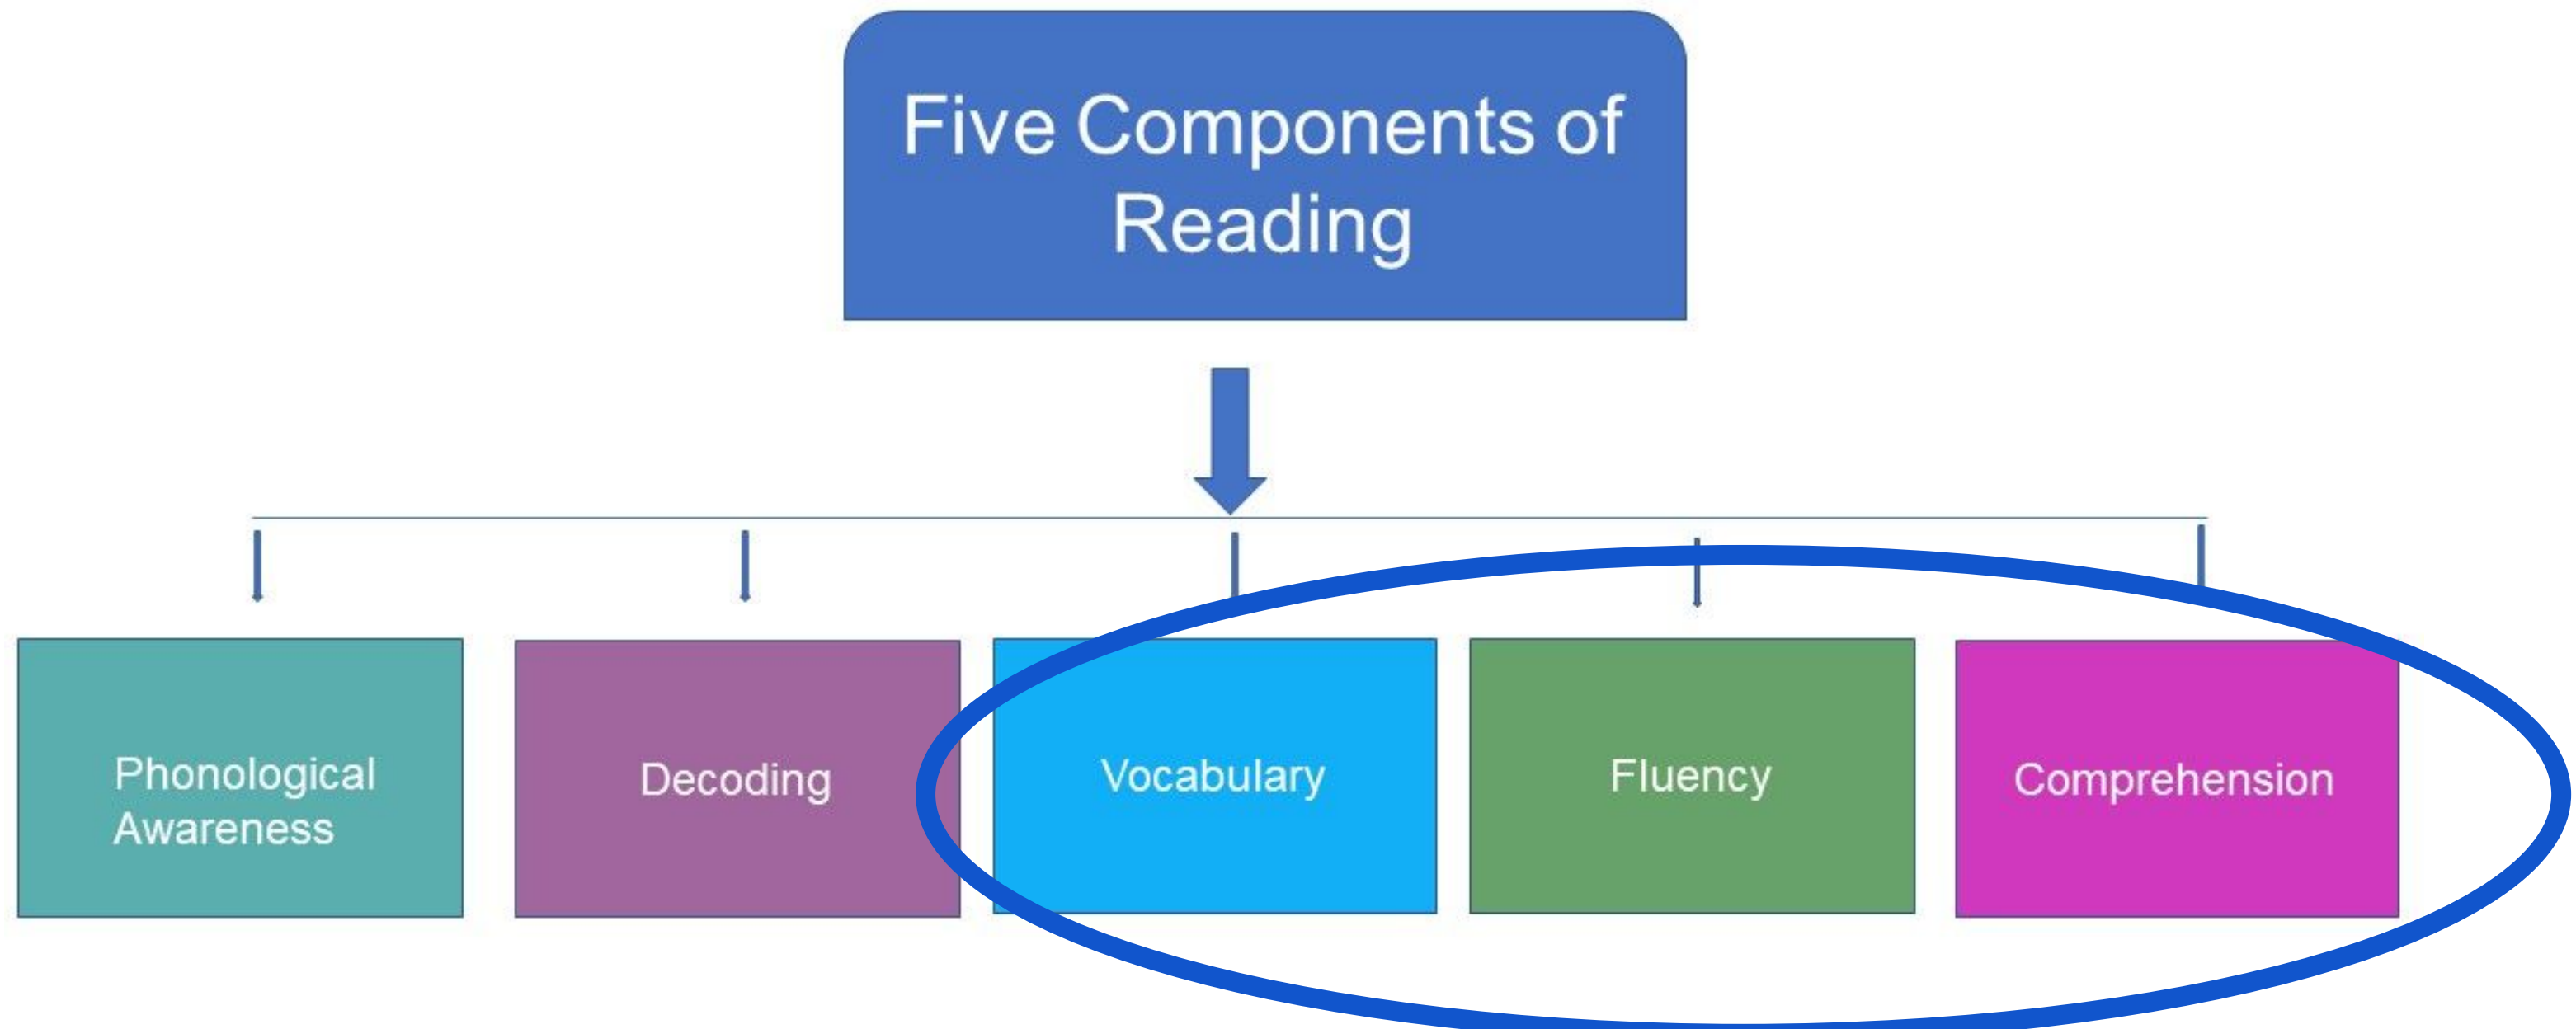 Five Components of
Reading
Phonological
Awareness
Decoding
Vocabulary
Fluency
Comprehension